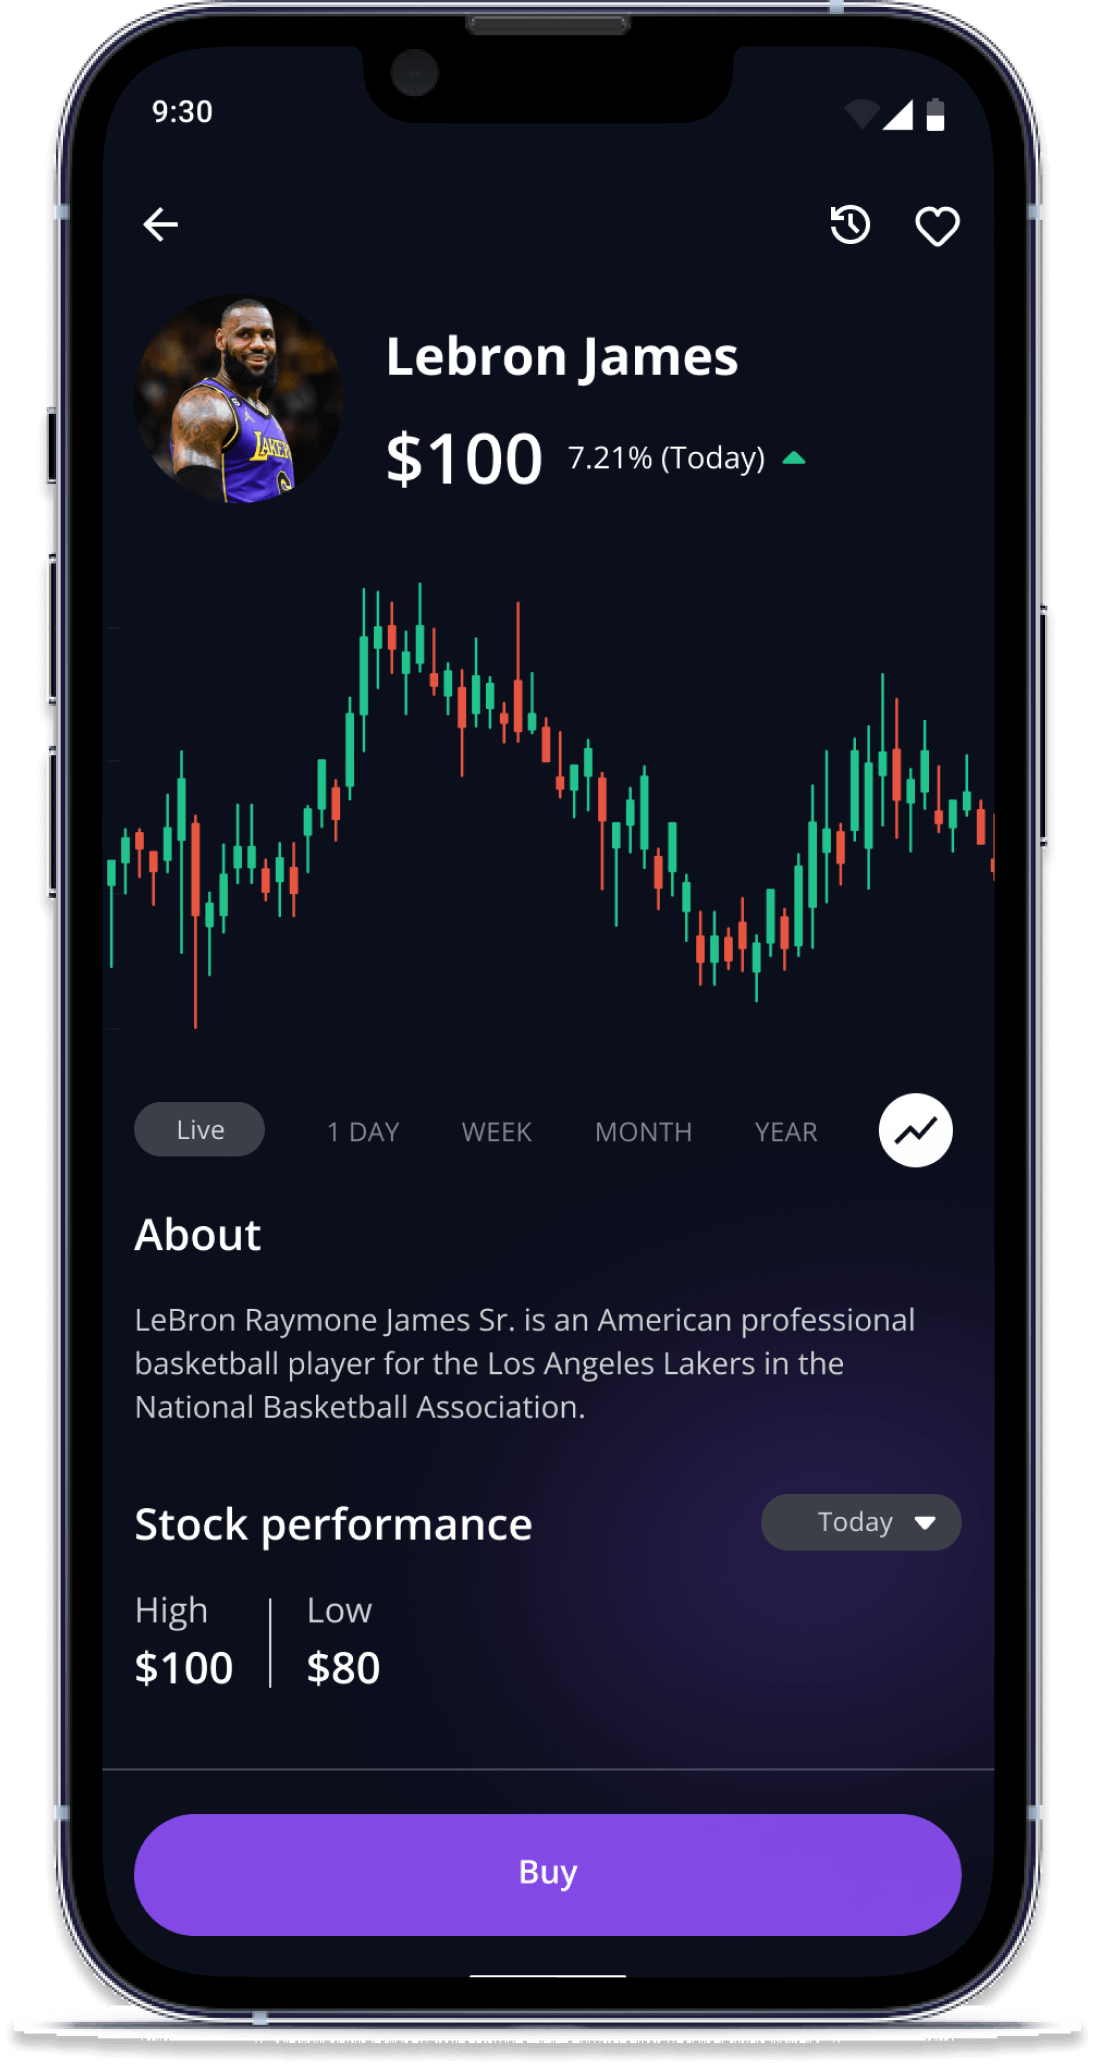 9:30
Lebron James
$100 7.21% (Today)
LAKE
6
Live 1 DAY WEEK MONTH YEAR
About
LeBron Raymone James Sr. is an American professional
basketball player for the Los Angeles Lakers in the
National Basketball Association.
Stock performance Today
High Low
$100 $80
Buy